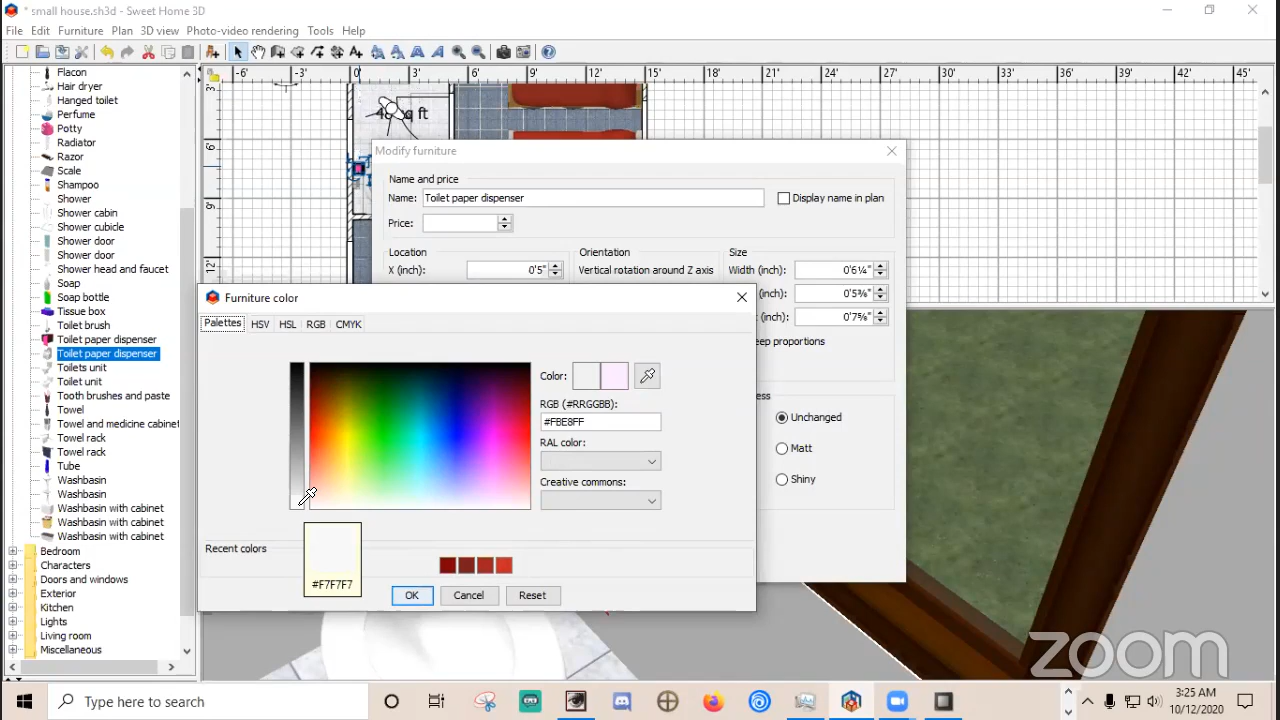 * small house.sh3d - Sweet Home 3D
File Edit Furniture Plan 3D view Photo-video rendering Tools Help
-6' -3' 0' 3' 6' 9' 12' 15' 18' 21' 24' 27' 30' 33' 36' 39' 42' 45'
3'
6'
9'
12'
sq ft
Flacon
Hair dryer
Hanged toilet
Perfume
Potty
Radiator
Razor
Scale
Shampoo
Shower
Shower cabin
Shower cubicle
Shower door
Shower door
Shower head and faucet
Soap
Soap bottle
Tissue box
Toilet brush
Toilet paper dispenser
Toilet paper dispenser
Toilets unit
Toilet unit
Tooth brushes and paste
Towel
Towel and medicine cabinet
Towel rack
Towel rack
Tube
Washbasin
Washbasin
Washbasin with cabinet
Washbasin with cabinet
Washbasin with cabinet
Bedroom
Characters
Doors and windows
Exterior
Kitchen
Lights
Living room
Miscellaneous
Modify furniture
Name and price
Name: Toilet paper dispenser
Display name in plan
Price:
Location
X (inch): 0'5"
Orientation
Vertical rotation around Z axis
Size
Width (inch): 0'6¼"
(inch): 0'5⅜"
(inch): 0'7⅝"
eep proportions
ess
Unchanged
Matt
Shiny
Furniture color
Palettes HSV HSL RGB CMYK
Color:
RGB (#RRGGBB):
#FBE8FF
RAL color:
Creative commons:
Recent colors
#F7F7F7
OK Cancel Reset
zoom
Type here to search
3:25 AM
10/12/2020